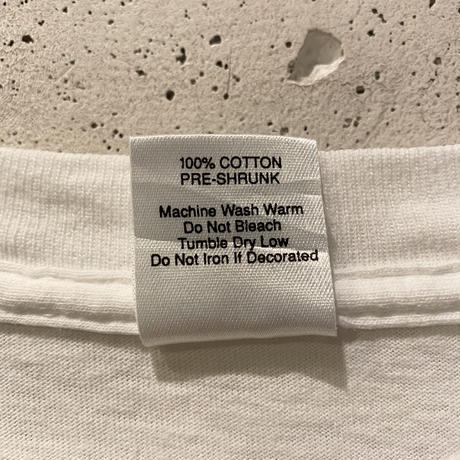 100% COTTON
PRE-SHRUNK
Machine Wash Warm
Do Not Bleach
Tumble Dry Low
Do Not Iron If Decorated